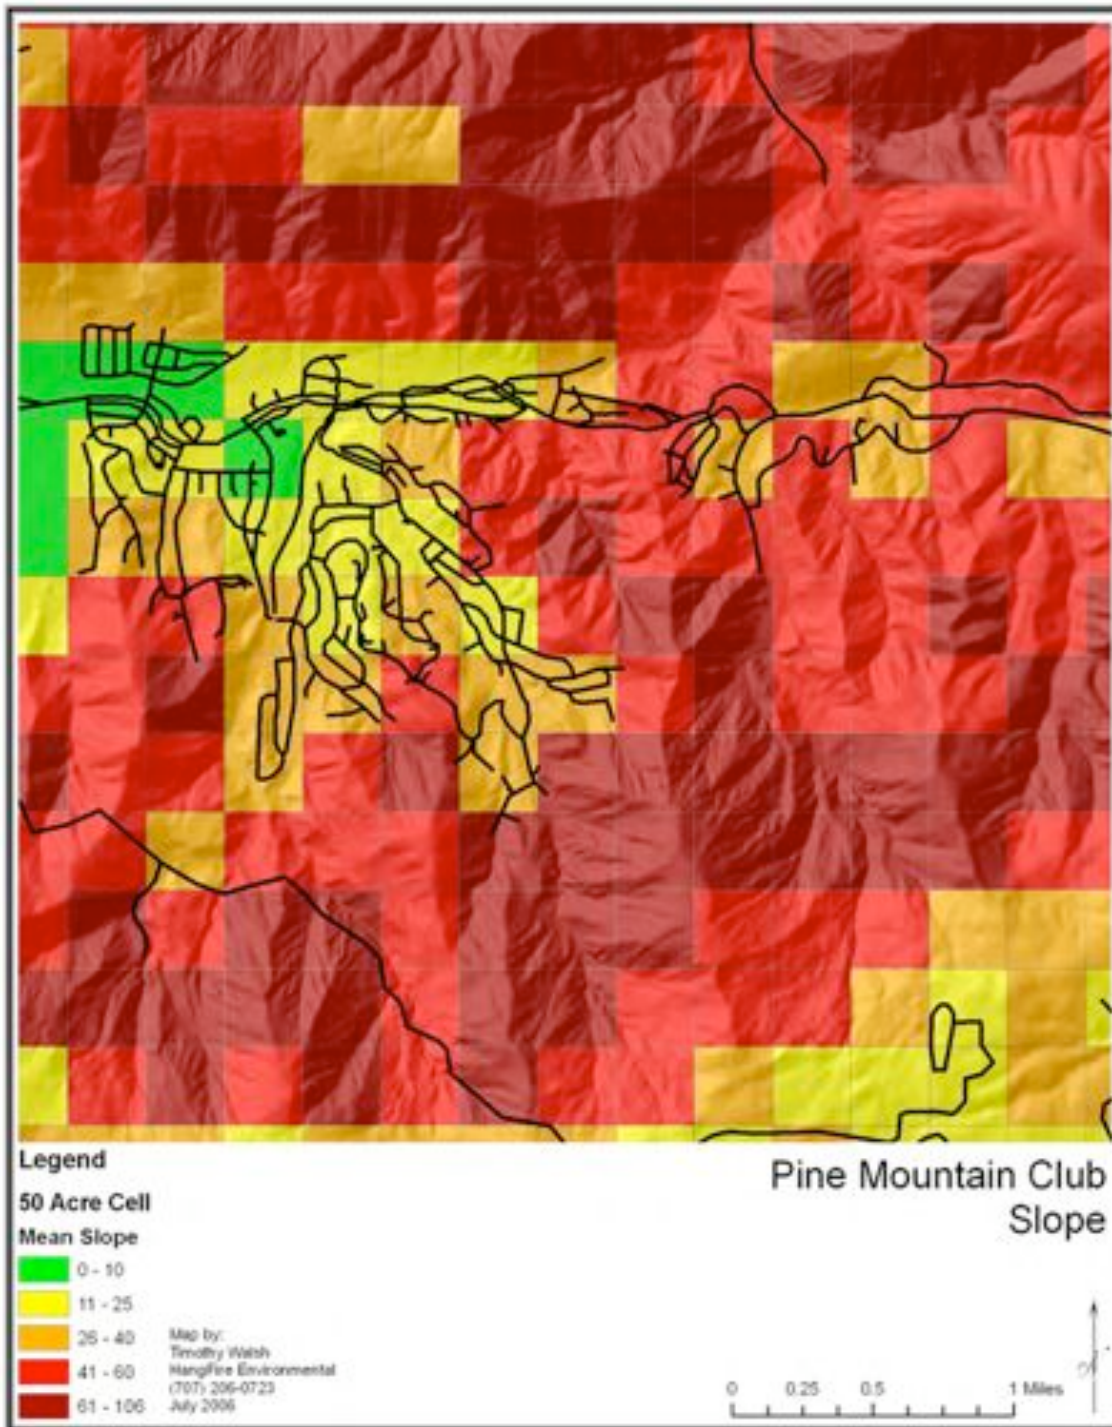 Pine Mountain Club
Slope
Legend
50 Acre Cell
Mean Slope
0 - 10
11 - 25
26 - 40
41 - 60
61 - 106
Map by:
Timothy Walsh
HangFire Environmental
(707) 206-0723
July 2006
0 0.25 0.5 1 Miles